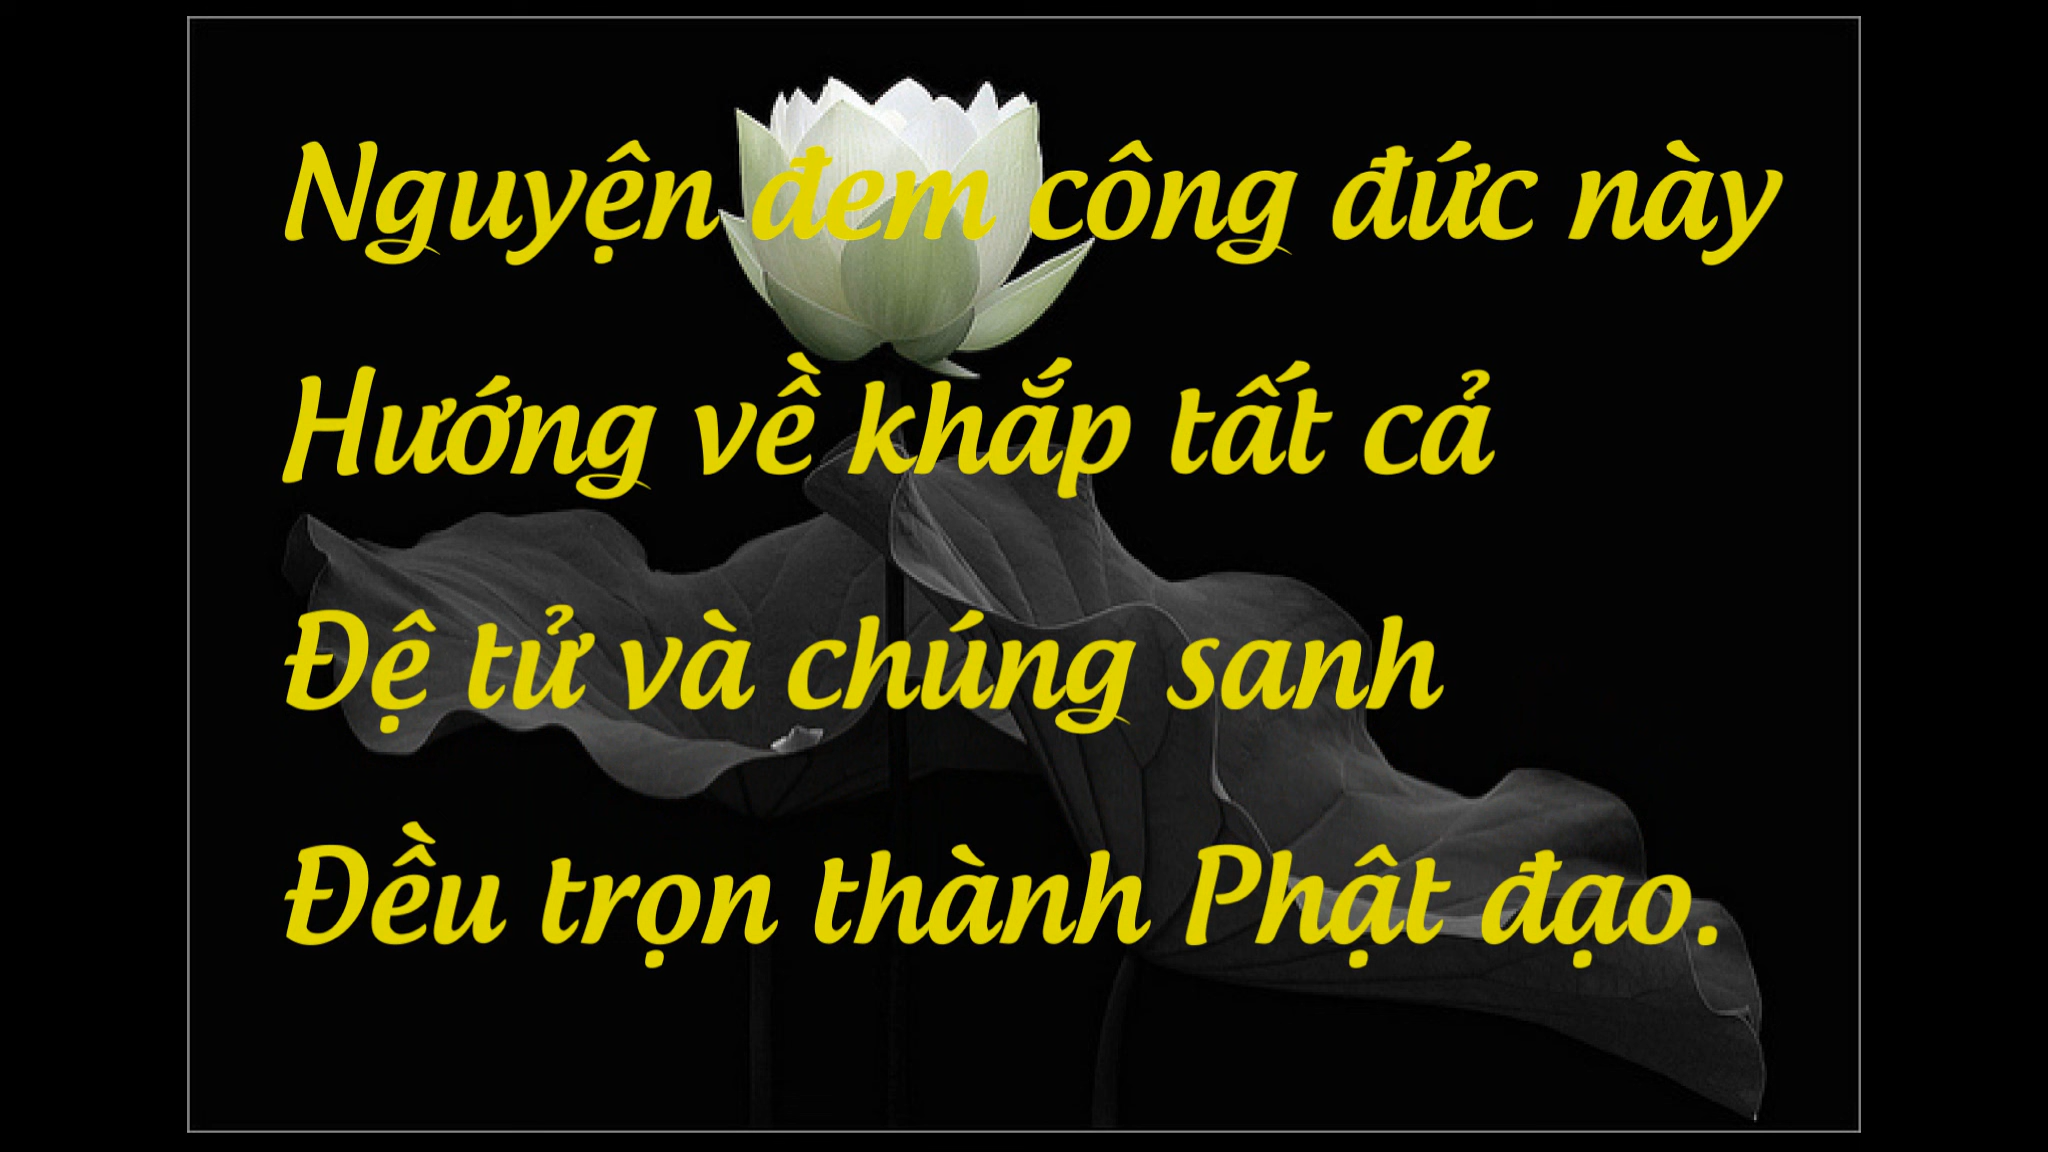 Nguyện đem công đức này
Hướng về khắp tất cả
Đệ tử và chúng sanh
Đều trọn thành Phật đạo.